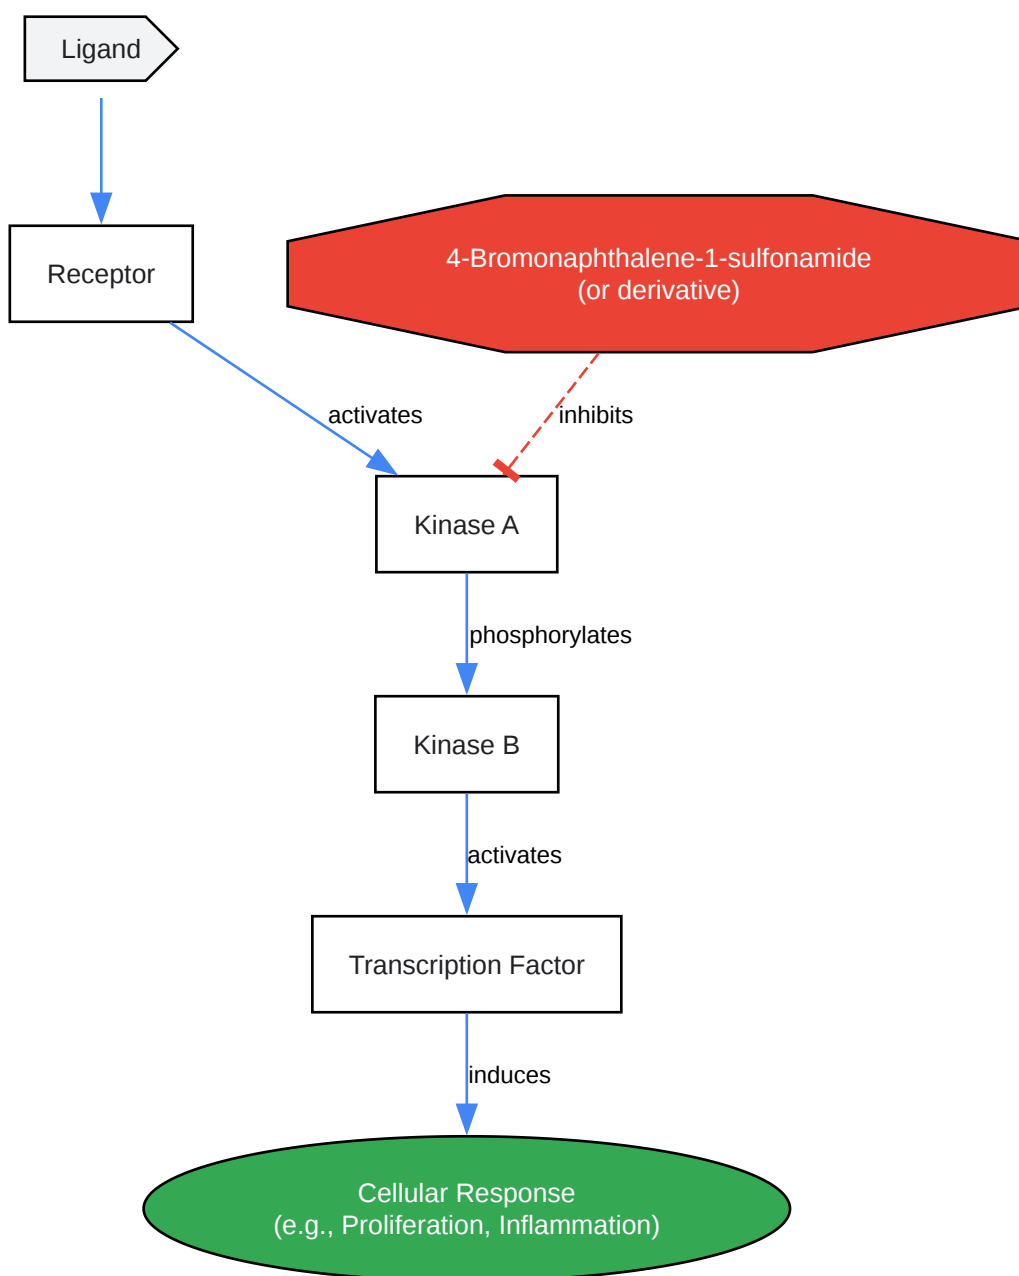 Ligand
Receptor
4-Bromonaphthalene-1-sulfonamide
(or derivative)
activates
inhibits
Kinase A
phosphorylates
Kinase B
activates
Transcription Factor
induces
Cellular Response
(e.g., Proliferation, Inflammation)